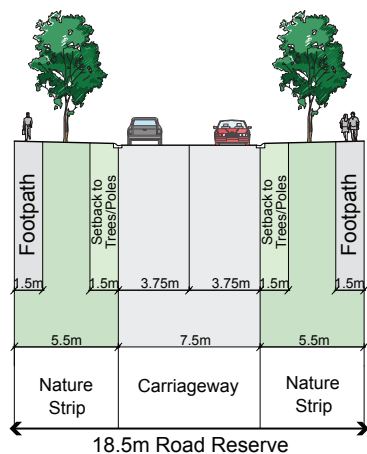 Footpath
Setback to
Trees/Poles
Setback to
Trees/Poles
Footpath
1.5m
1.5m
3.75m
3.75m
1.5m
1.5m
5.5m
7.5m
5.5m
Nature
Strip
Carriageway
Nature
Strip
18.5m Road Reserve